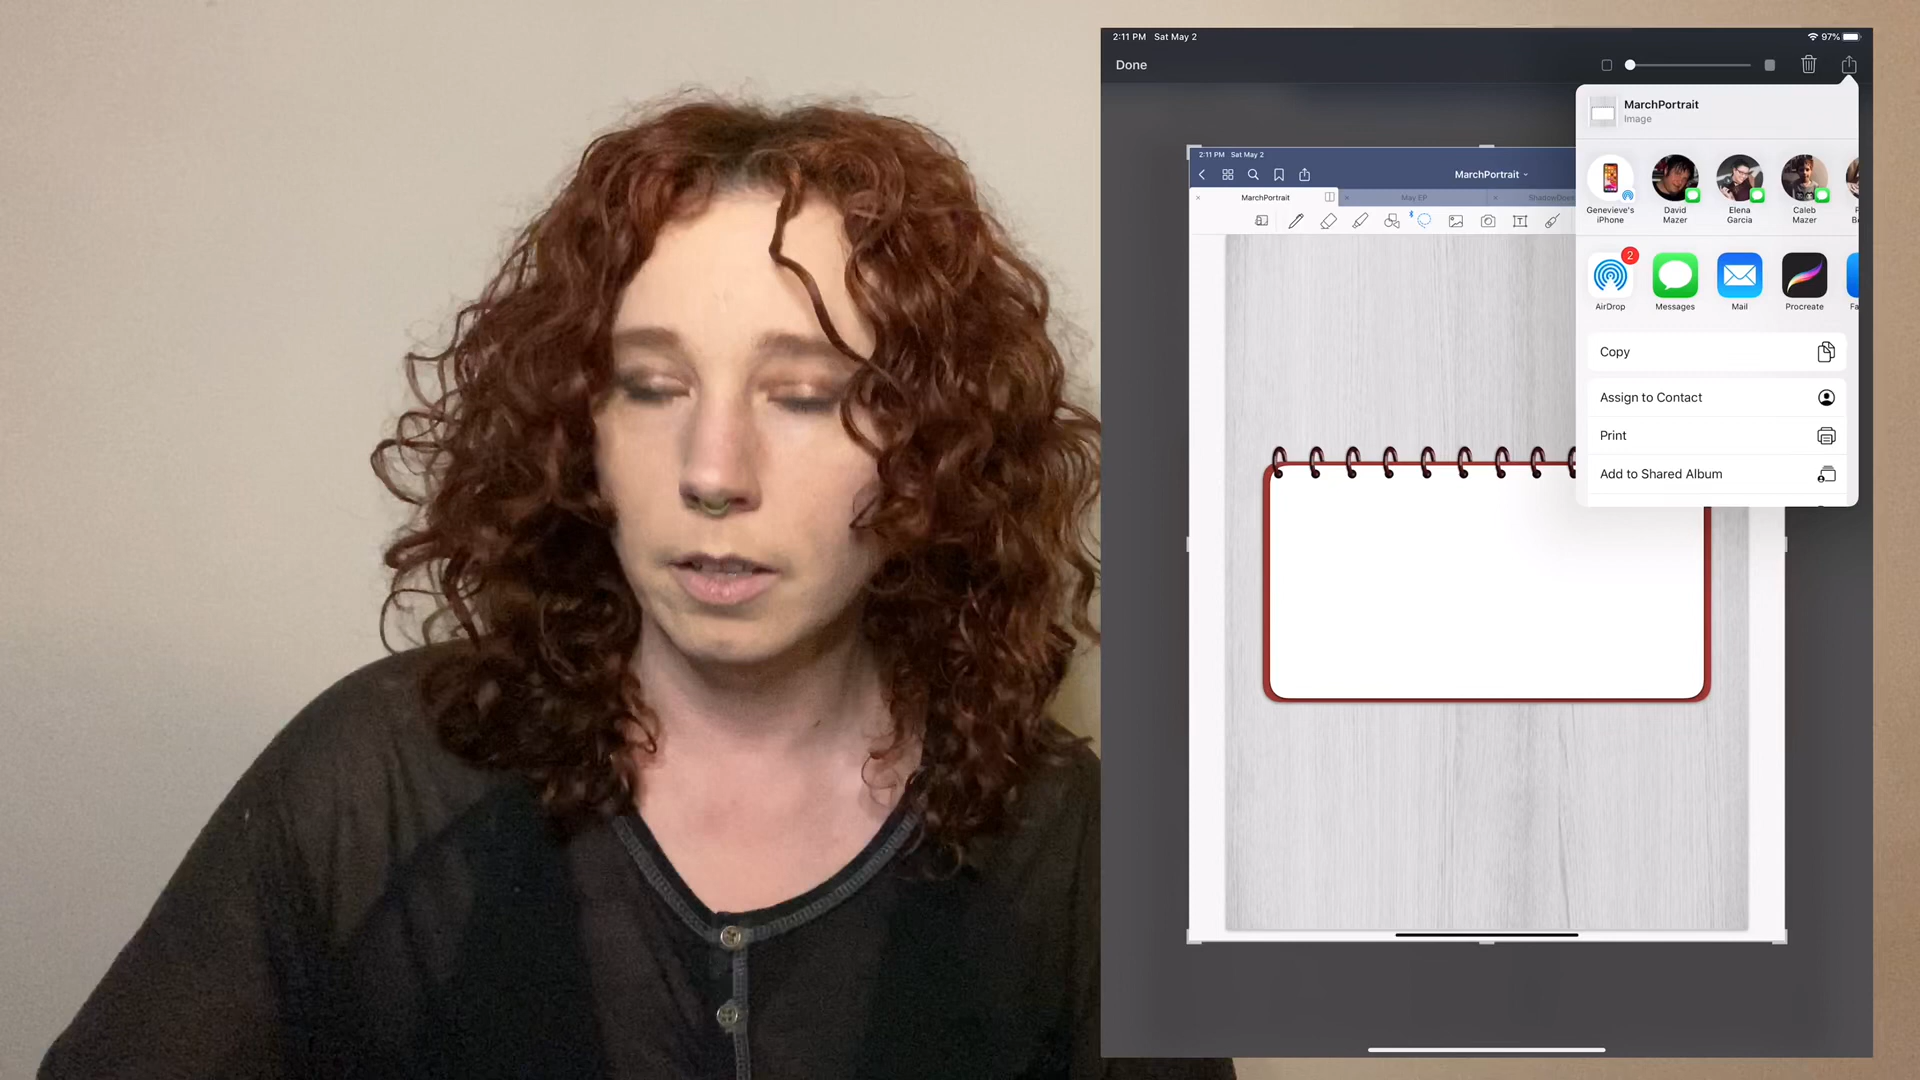 2:11 PM Sat May 2
97%
Done
MarchPortrait
Image
2:11 PM Sat May 2
MarchPortrait
MarchPortrait
May EP
Genevieve's iPhone
David Mazer
Elena Garcia
Caleb Mazer
2
AirDrop
Messages
Mail
Procreate
Copy
Assign to Contact
Print
Add to Shared Album